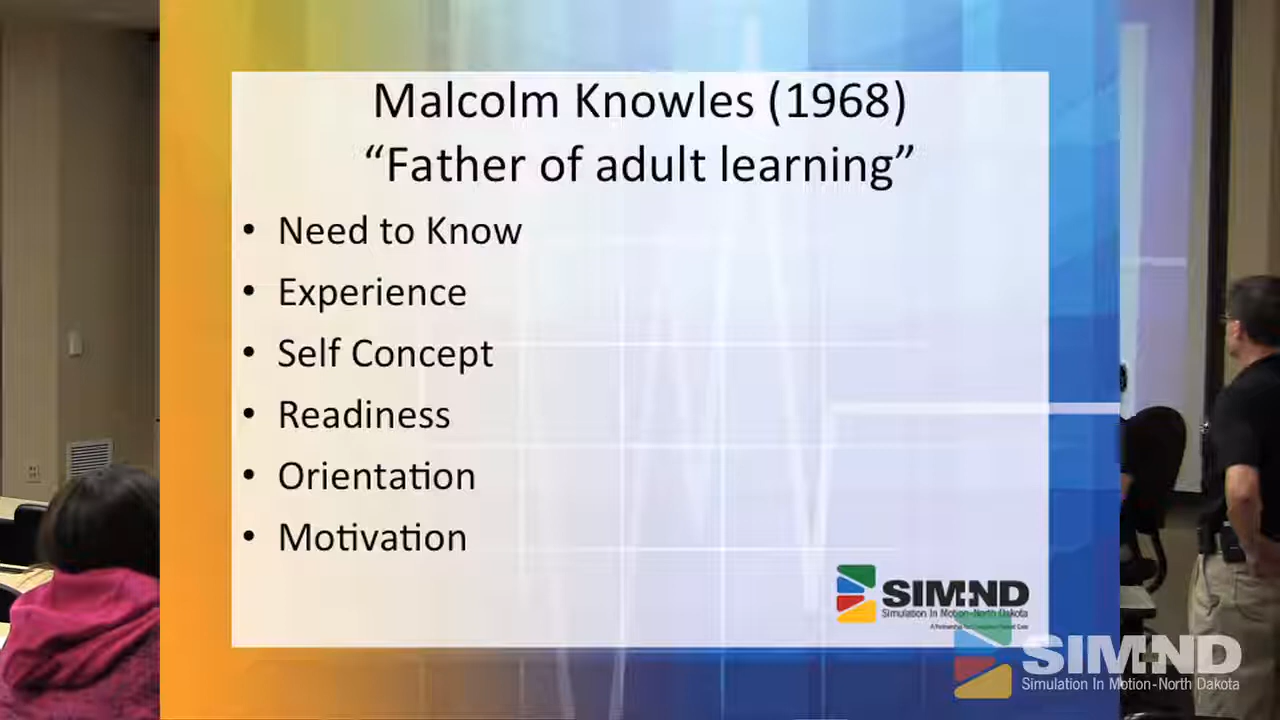 Malcolm Knowles (1968)
“Father of adult learning”
• Need to Know
• Experience
• Self Concept
• Readiness
• Orientation
• Motivation
SIM-ND
Simulation In Motion-North Dakota
SIM-ND
Simulation In Motion-North Dakota